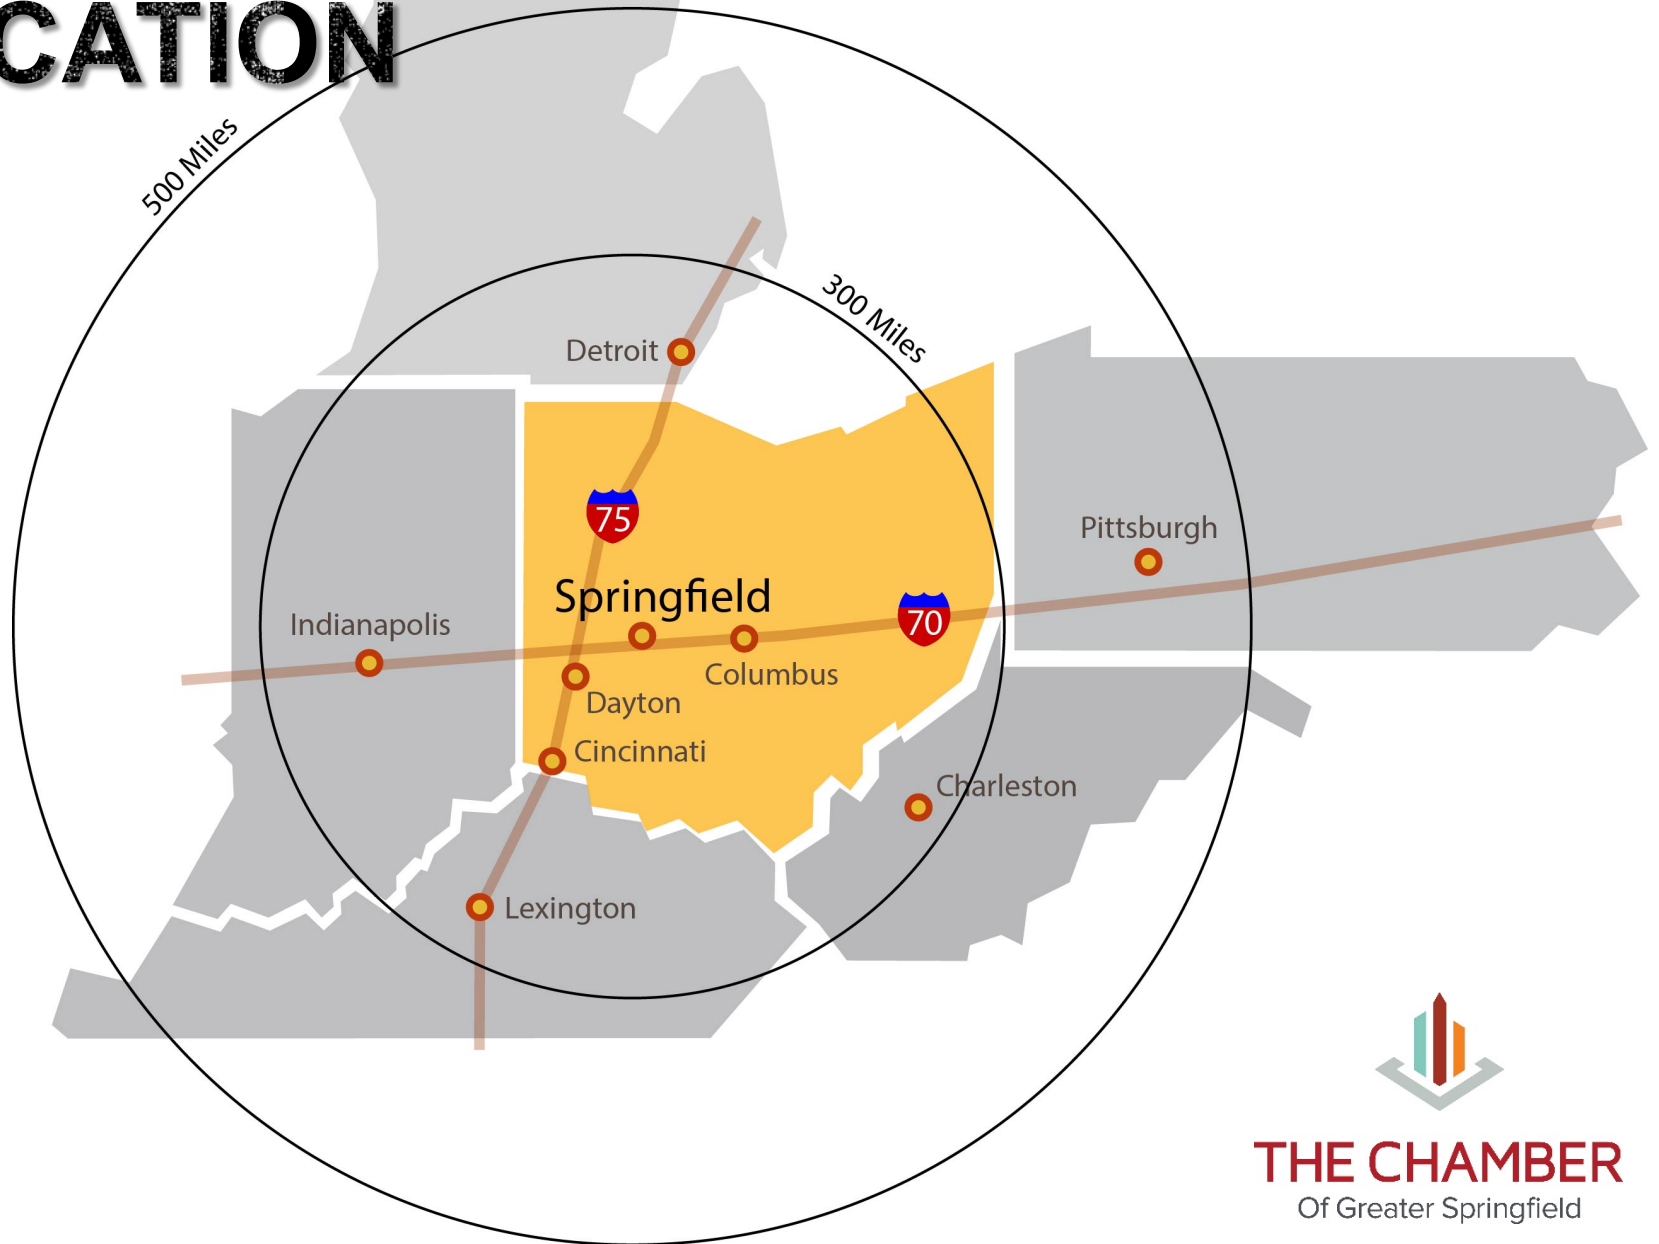 CATION
500 Miles
300 Miles
Detroit
75
Pittsburgh
Springfield
70
Indianapolis
Columbus
Dayton
Cincinnati
Charleston
Lexington
THE CHAMBER
Of Greater Springfield